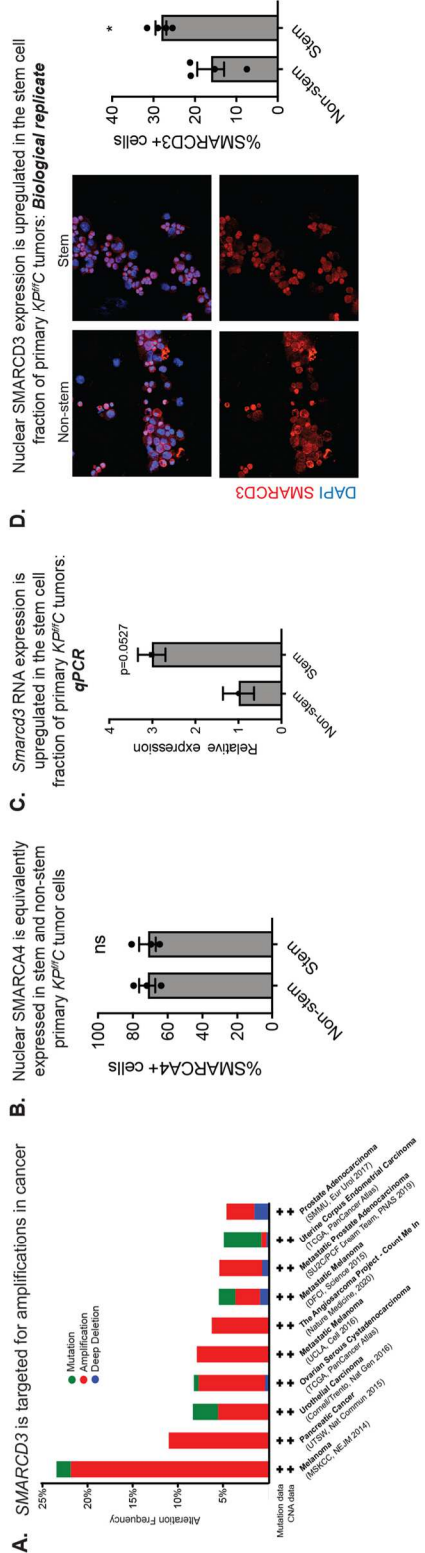 A. SMARCD3 is targeted for amplifications in cancer
Mutation
Amplification
Deep Deletion
Alteration Frequency
25%
20%
15%
10%
5%
Mutation data
CNA data
+ + + + + + + + + +
+ + + + + + + + + +
Melanoma
(MSKCC, NEJM 2014)
Pancreatic Cancer
(UTSW, Nat Commun 2015)
Urothelial Carcinoma
(Cornell/Trento, Nat Gen 2016)
Ovarian Serous Cystadenocarcinoma
(TCGA, PanCancer Atlas)
Metastatic Melanoma
(UCLA, Cell 2016)
The Angiosarcoma Project - Count Me In
(Nature Medicine, 2020)
Metastatic Melanoma
(DFCI, Science 2015)
Metastatic Prostate Adenocarcinoma
(SU2C/PCF Dream Team, PNAS 2019)
Uterine Corpus Endometrial Carcinoma
(TCGA, PanCancer Atlas)
Prostate Adenocarcinoma
(SMMU, Eur Urol 2017)
B. Nuclear SMARCA4 is equivalently
expressed in stem and non-stem
primary KPf/fC tumor cells
%SMARCA4+ cells
100
80
60
40
20
0
ns
Non-stem
Stem
C. Smarcd3 RNA expression is
upregulated in the stem cell
fraction of primary KPf/fC tumors:
qPCR
Relative expression
4
3
2
1
0
p=0.0527
Non-stem
Stem
D. Nuclear SMARCD3 expression is upregulated in the stem cell
fraction of primary KPf/fC tumors: Biological replicate
Non-stem
Stem
DAPI SMARCD3
%SMARCD3+ cells
40
30
20
10
0
*
Non-stem
Stem